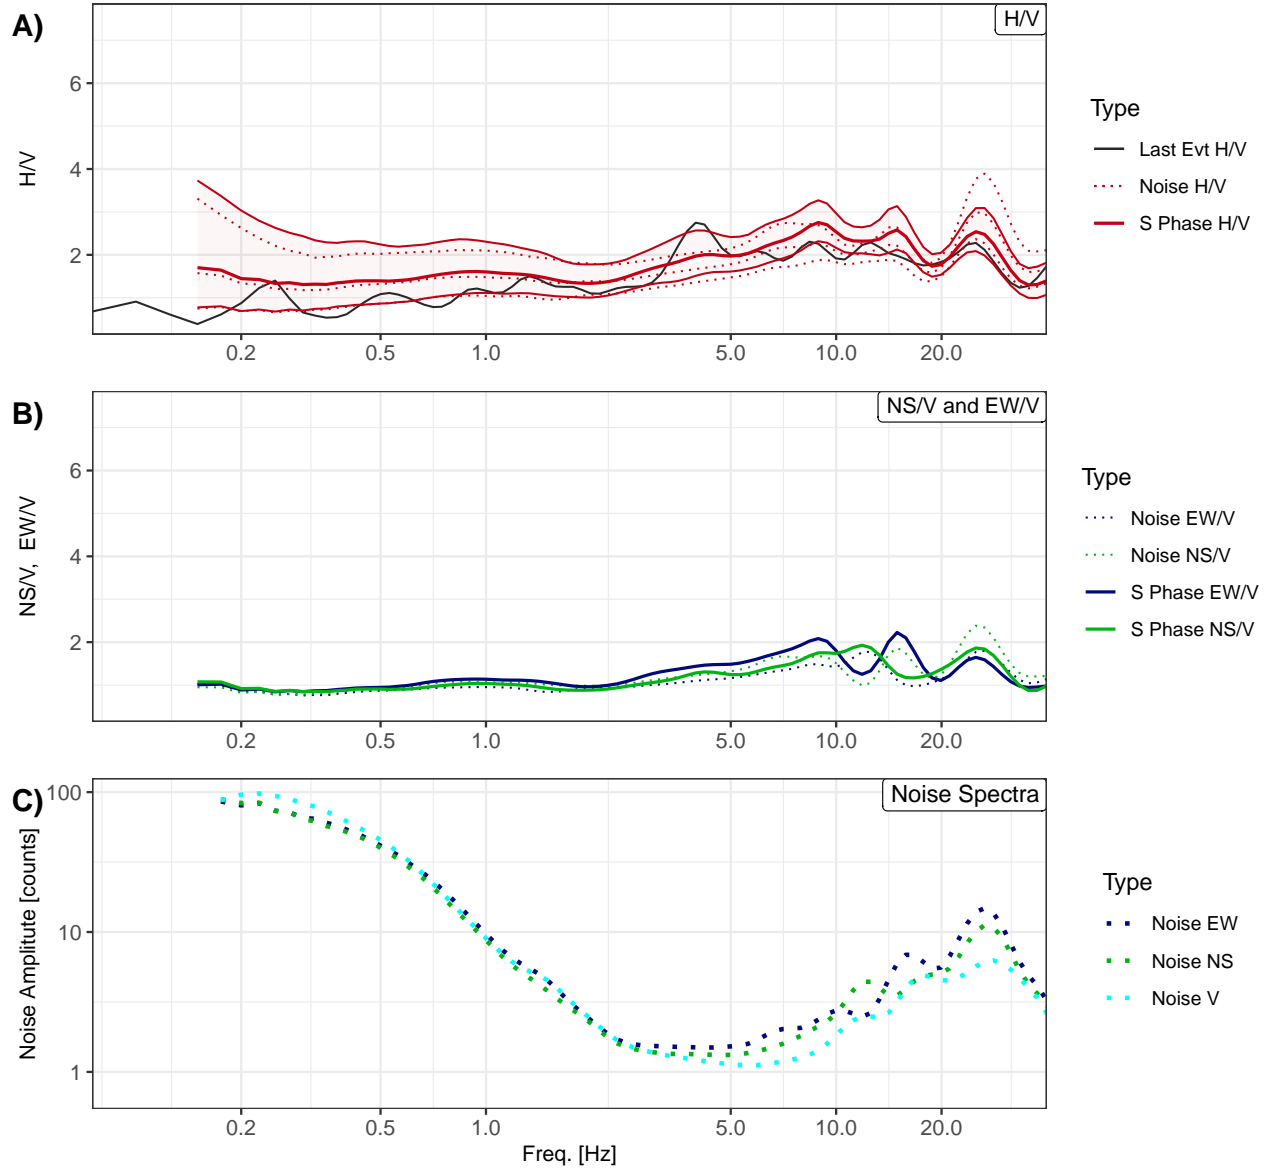 A)
H/V
6
4
2
H/V
0.2 0.5 1.0 5.0 10.0 20.0
Type
Last Evt H/V
Noise H/V
S Phase H/V
B)
NS/V and EW/V
6
4
2
NS/V, EW/V
0.2 0.5 1.0 5.0 10.0 20.0
Type
Noise EW/V
Noise NS/V
S Phase EW/V
S Phase NS/V
C)
Noise Spectra
100
10
1
Noise Amplitute [counts]
0.2 0.5 1.0 5.0 10.0 20.0
Freq. [Hz]
Type
Noise EW
Noise NS
Noise V